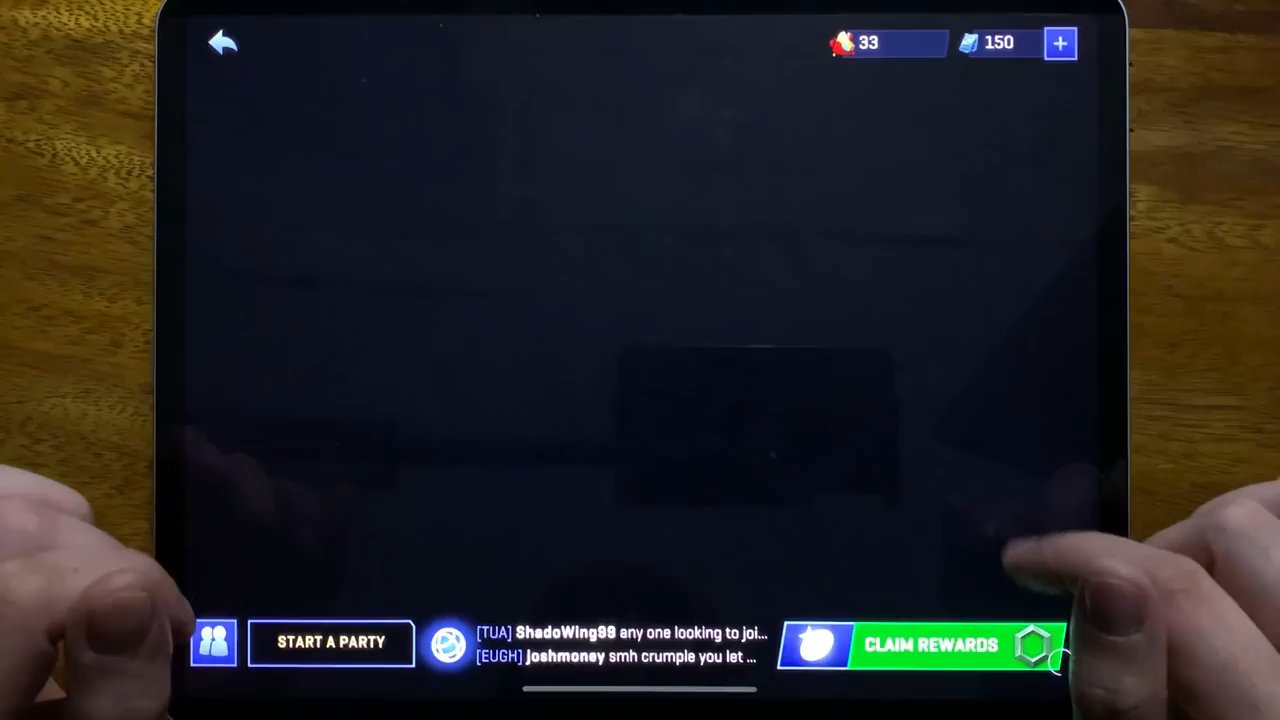 33
150
+
START A PARTY
[TUA] ShadoWing99 any one looking to joi...
[EUGH] joshmoney smh crumple you let ...
CLAIM REWARDS